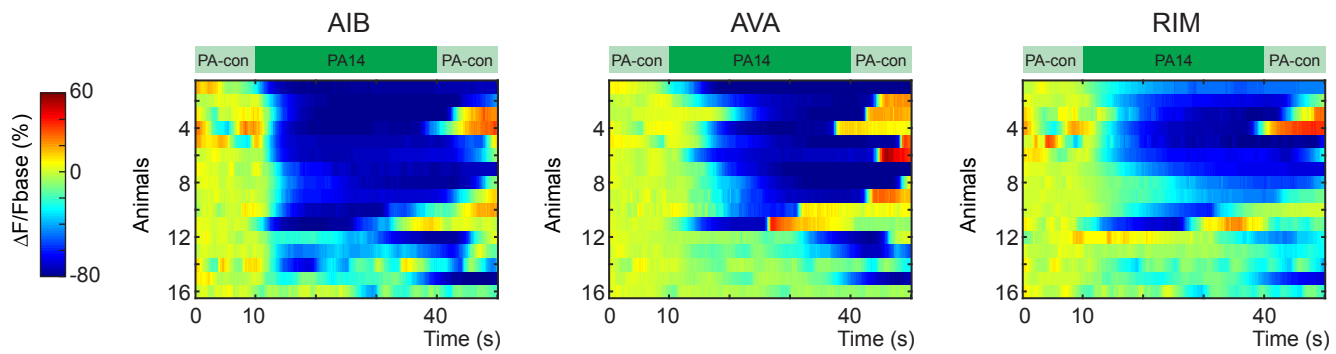 AIB
AVA
RIM
PA-con PA14 PA-con
PA-con PA14 PA-con
PA-con PA14 PA-con
ΔF/Fbase (%)
60
0
-80
Animals
4
8
12
16
0 10 40
Time (s)
Animals
4
8
12
16
0 10 40
Time (s)
Animals
4
8
12
16
0 10 40
Time (s)